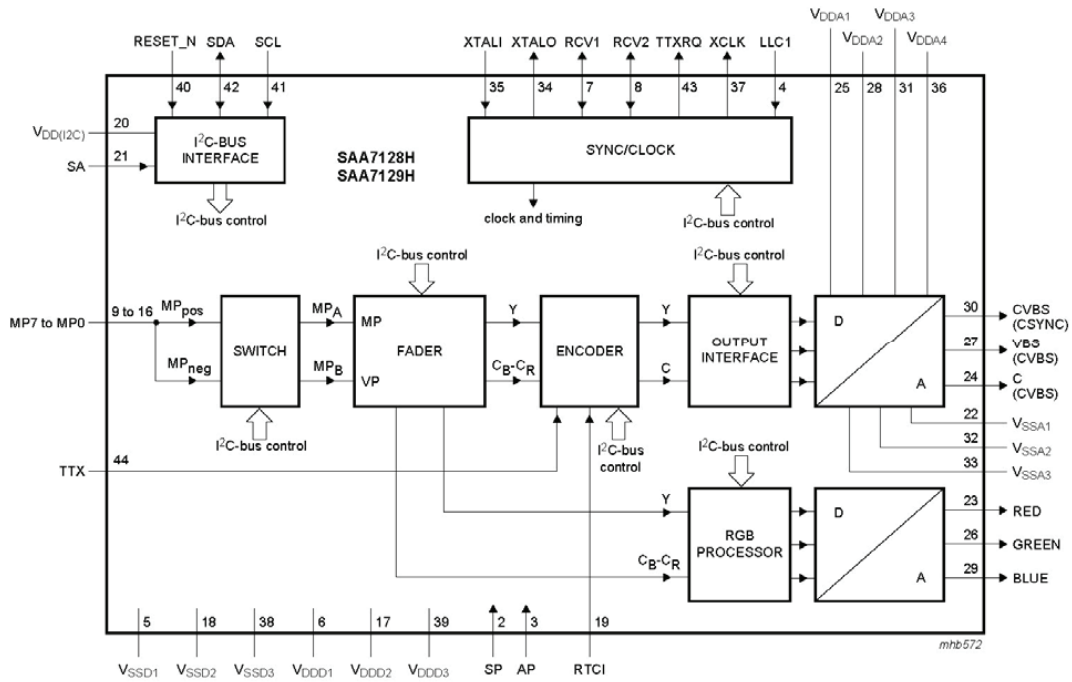 VDDA1 VDDA3
VDDA2 VDDA4
RESET_N SDA SCL XTALI XTALO RCV1 RCV2 TTXRQ XCLK LLC1
40 42 41 35 34 7 8 43 37 4 25 28 31 36
VDD(I2C) 20
SA 21
I2C-BUS
INTERFACE
SAA7128H
SAA7129H
SYNC/CLOCK
I2C-bus control
clock and timing
I2C-bus control
I2C-bus control
I2C-bus control
MP7 to MP0 9 to 16
MPpos
MPneg
SWITCH
MPA
MPB
MP
FADER
VP
Y
CB-CR
ENCODER
Y
C
OUTPUT
INTERFACE
D
A
30 CVBS
(CSYNC)
27 VBS
(CVBS)
24 C
(CVBS)
22 VSSA1
32 VSSA2
33 VSSA3
I2C-bus control
I2C-bus
control
I2C-bus control
TTX 44
Y
CB-CR
RGB
PROCESSOR
D
A
23 RED
26 GREEN
29 BLUE
5 18 38 6 17 39 2 3 19
VSSD1 VSSD2 VSSD3 VDDD1 VDDD2 VDDD3 SP AP RTCI
mhb572